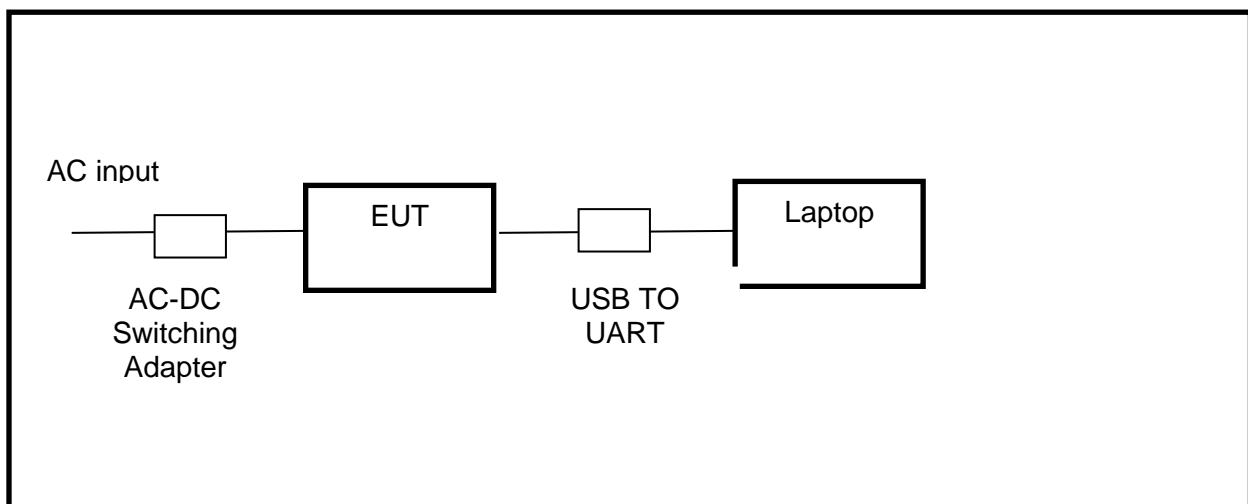 AC input
EUT
Laptop
AC-DC
Switching
Adapter
USB TO
UART